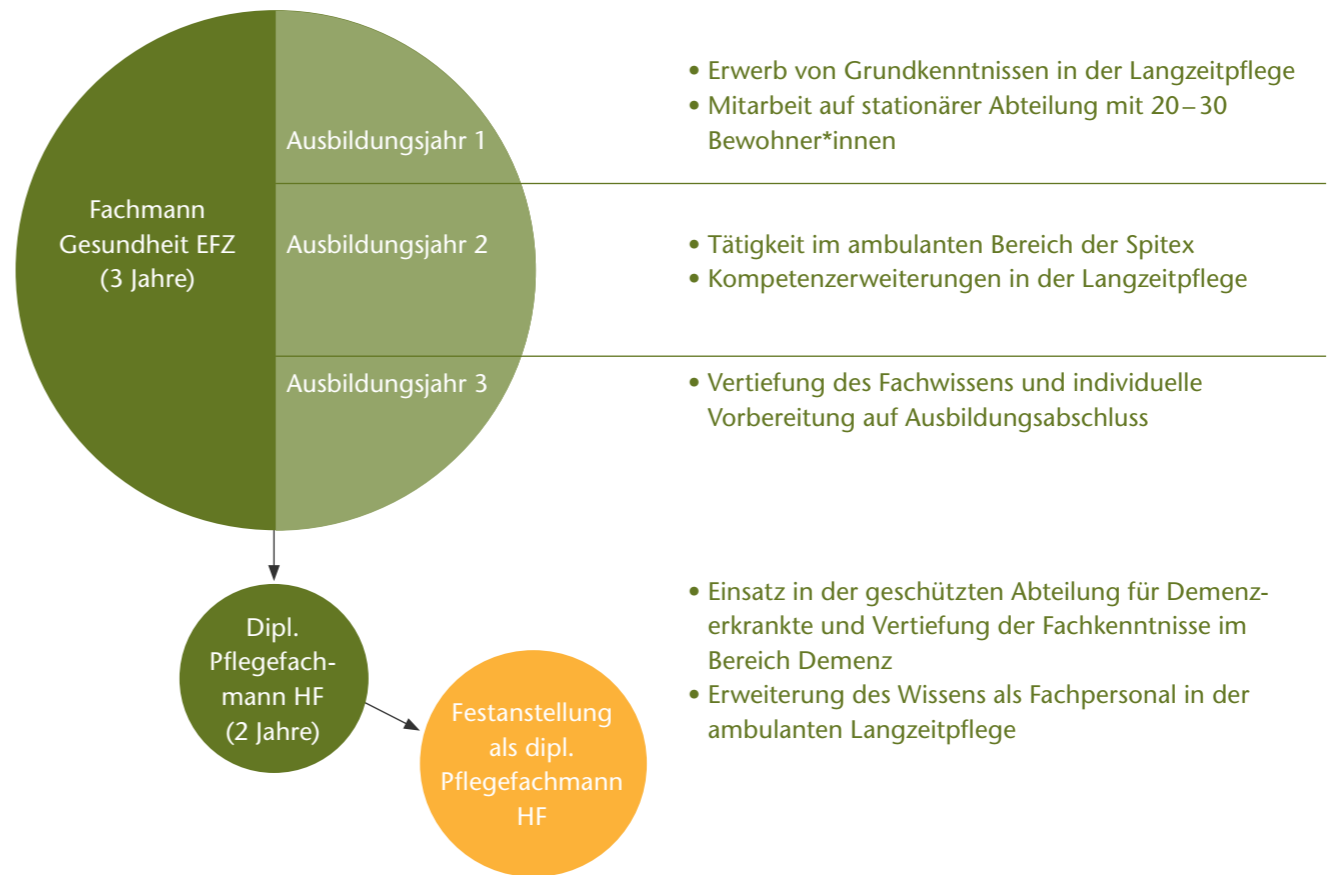 Fachmann
Gesundheit EFZ
(3 Jahre)
Ausbildungsjahr 1
• Erwerb von Grundkenntnissen in der Langzeitpflege
• Mitarbeit auf stationärer Abteilung mit 20–30
Bewohner*innen
Ausbildungsjahr 2
• Tätigkeit im ambulanten Bereich der Spitex
• Kompetenzerweiterungen in der Langzeitpflege
Ausbildungsjahr 3
• Vertiefung des Fachwissens und individuelle
Vorbereitung auf Ausbildungsabschluss
Dipl.
Pflegefach-
mann HF
(2 Jahre)
• Einsatz in der geschützten Abteilung für Demenz-
erkrankte und Vertiefung der Fachkenntnisse im
Bereich Demenz
• Erweiterung des Wissens als Fachpersonal in der
ambulanten Langzeitpflege
Festanstellung
als dipl.
Pflegefachmann
HF